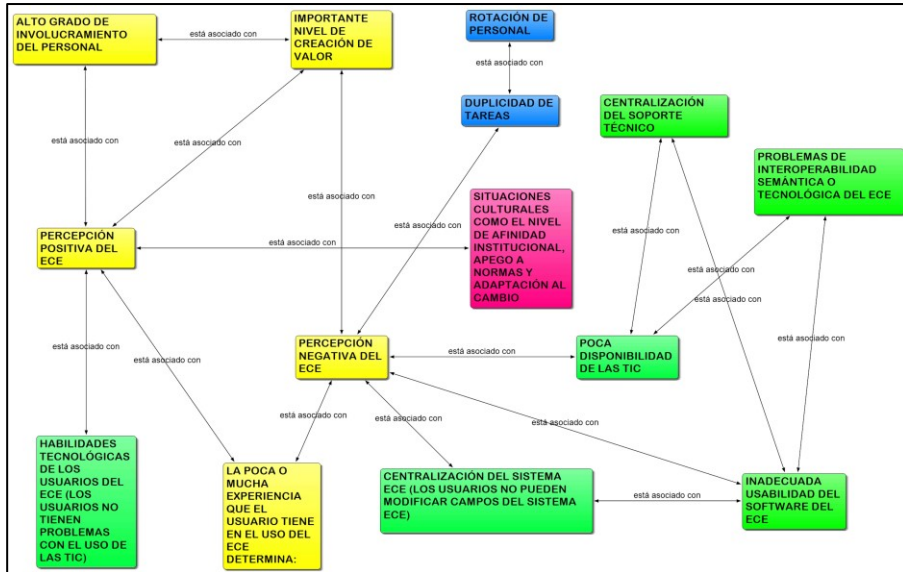 ALTO GRADO DE
INVOLUCRAMIENTO
DEL PERSONAL
está asociado con
IMPORTANTE
NIVEL DE
CREACIÓN DE
VALOR
ROTACIÓN DE
PERSONAL
está asociado con
DUPLICIDAD DE
TAREAS
CENTRALIZACIÓN
DEL SOPORTE
TÉCNICO
PROBLEMAS DE
INTEROPERABILIDAD
SEMÁNTICA O
TECNOLÓGICA DEL ECE
está asociado con
está asociado con
está asociado con
está asociado con
SITUACIONES
CULTURALES
COMO EL NIVEL
DE AFINIDAD
INSTITUCIONAL,
APEGO A
NORMAS Y
ADAPTACIÓN AL
CAMBIO
PERCEPCIÓN
POSITIVA DEL
ECE
está asociado con
está asociado con
está asociado con
está asociado con
está asociado con
PERCEPCIÓN
NEGATIVA DEL
ECE
está asociado con
POCA
DISPONIBILIDAD
DE LAS TIC
está asociado con
está asociado con
está asociado con
está asociado con
está asociado con
HABILIDADES
TECNOLÓGICAS
DE LOS
USUARIOS DEL
ECE (LOS
USUARIOS NO
TIENEN
PROBLEMAS
CON EL USO DE
LAS TIC)
LA POCA O
MUCHA
EXPERIENCIA
QUE EL
USUARIO TIENE
EN EL USO DEL
ECE
DETERMINA:
CENTRALIZACIÓN DEL SISTEMA
ECE (LOS USUARIOS NO PUEDEN
MODIFICAR CAMPOS DEL SISTEMA
ECE)
está asociado con
INADECUADA
USABILIDAD DEL
SOFTWARE DEL
ECE